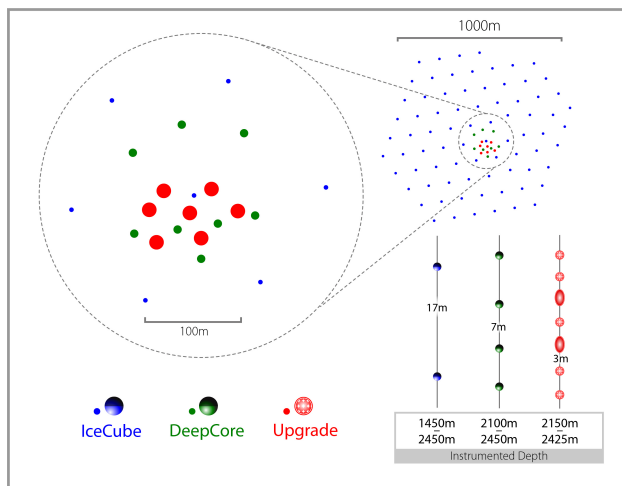 1000m
100m
17m
7m
3m
IceCube
DeepCore
Upgrade
1450m
–
2450m
2100m
–
2450m
2150m
–
2425m
Instrumented Depth